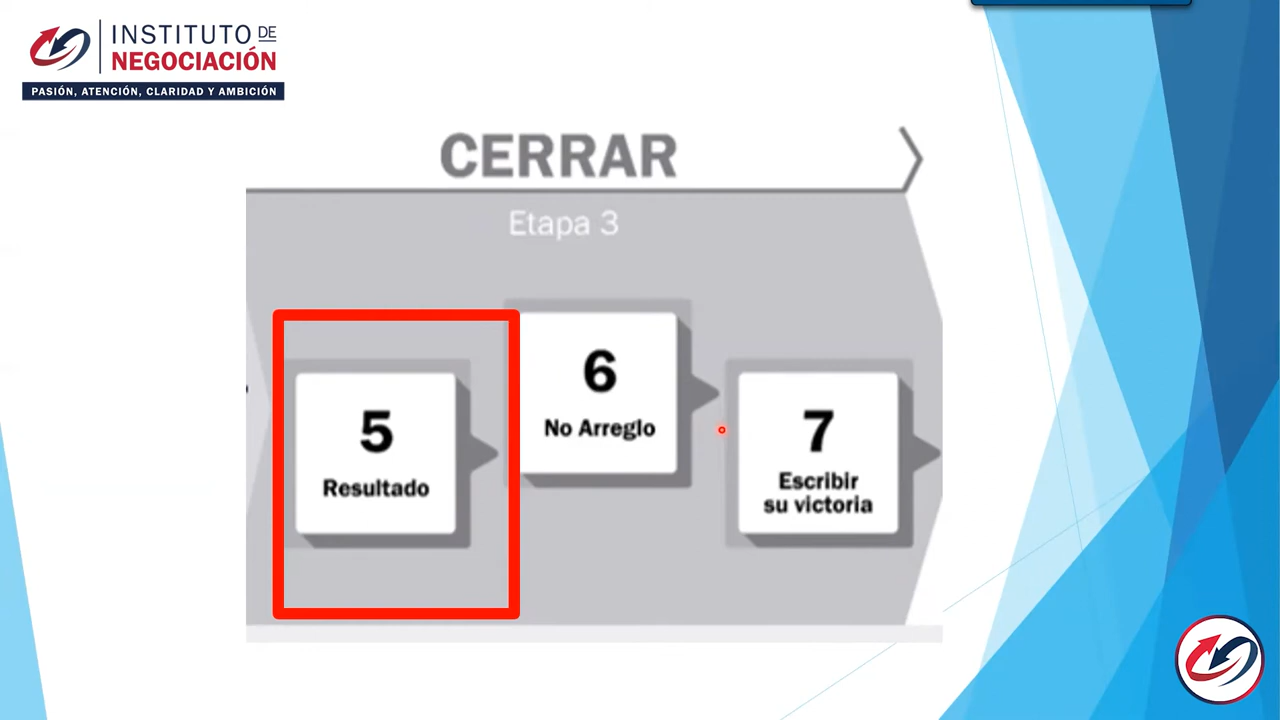 INSTITUTO DE
NEGOCIACIÓN
PASIÓN, ATENCIÓN, CLARIDAD Y AMBICIÓN
CERRAR
Etapa 3
5
Resultado
6
No Arreglo
7
Escribir
su victoria